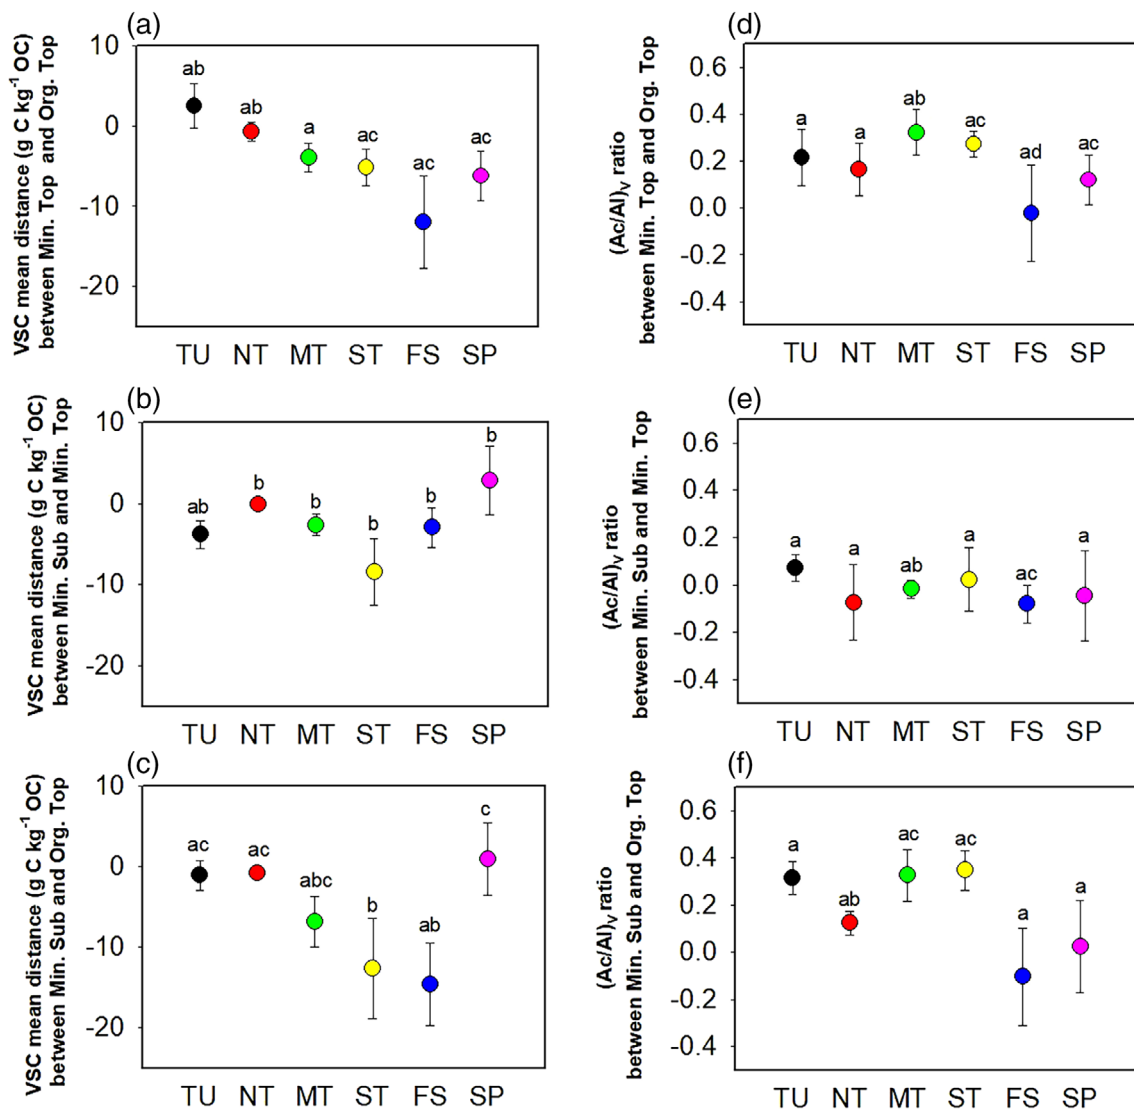 (a)
VSC mean distance (g C kg⁻¹ OC)
between Min. Top and Org. Top
10
0
-10
-20
ab
ab
a
ac
ac
ac
TU NT MT ST FS SP
(d)
(Ac/Al)V ratio
between Min. Top and Org. Top
0.6
0.4
0.2
0.0
-0.2
-0.4
a
a
ab
ac
ad
ac
TU NT MT ST FS SP
(b)
VSC mean distance (g C kg⁻¹ OC)
between Min. Sub and Min. Top
10
0
-10
-20
ab
b
b
b
b
b
TU NT MT ST FS SP
(e)
(Ac/Al)V ratio
between Min. Sub and Min. Top
0.6
0.4
0.2
0.0
-0.2
-0.4
a
a
ab
a
ac
a
TU NT MT ST FS SP
(c)
VSC mean distance (g C kg⁻¹ OC)
between Min. Sub and Org. Top
10
0
-10
-20
ac
ac
abc
b
ab
c
TU NT MT ST FS SP
(f)
(Ac/Al)V ratio
between Min. Sub and Org. Top
0.6
0.4
0.2
0.0
-0.2
-0.4
a
ab
ac
ac
a
a
TU NT MT ST FS SP